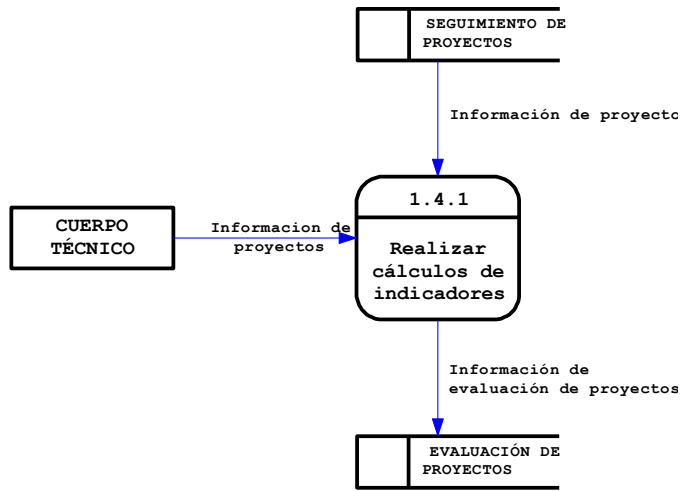 SEGUIMIENTO DE
PROYECTOS
Información de proyecto
1.4.1
CUERPO
TÉCNICO
Informacion de
proyectos
Realizar
cálculos de
indicadores
Información de
evaluación de proyectos
EVALUACIÓN DE
PROYECTOS